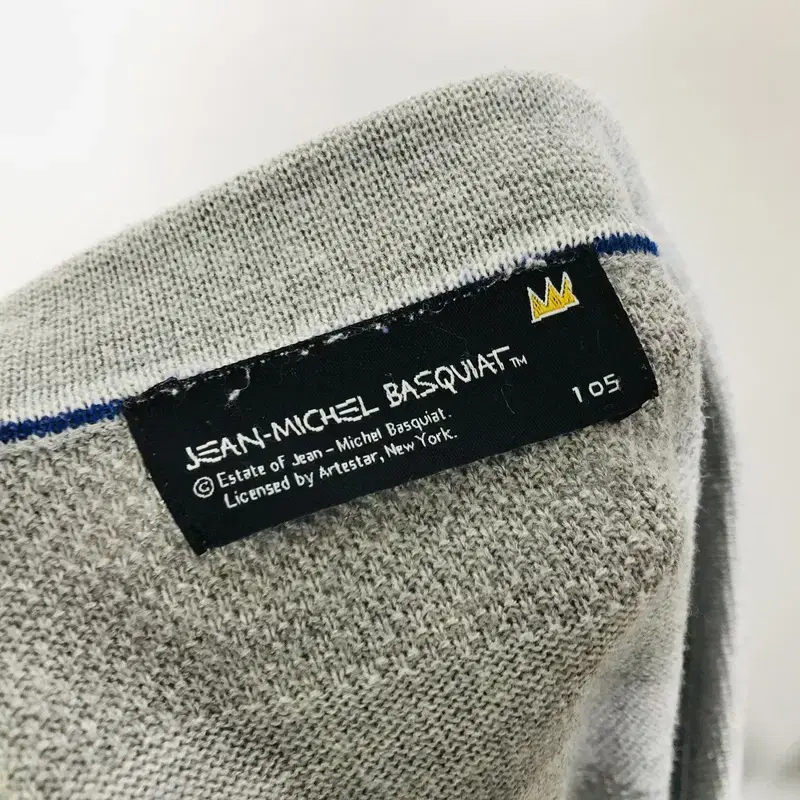 JEAN-MICHEL BASQUIAT™
105
© Estate of Jean-Michel Basquiat.
Licensed by Artestar, New York.